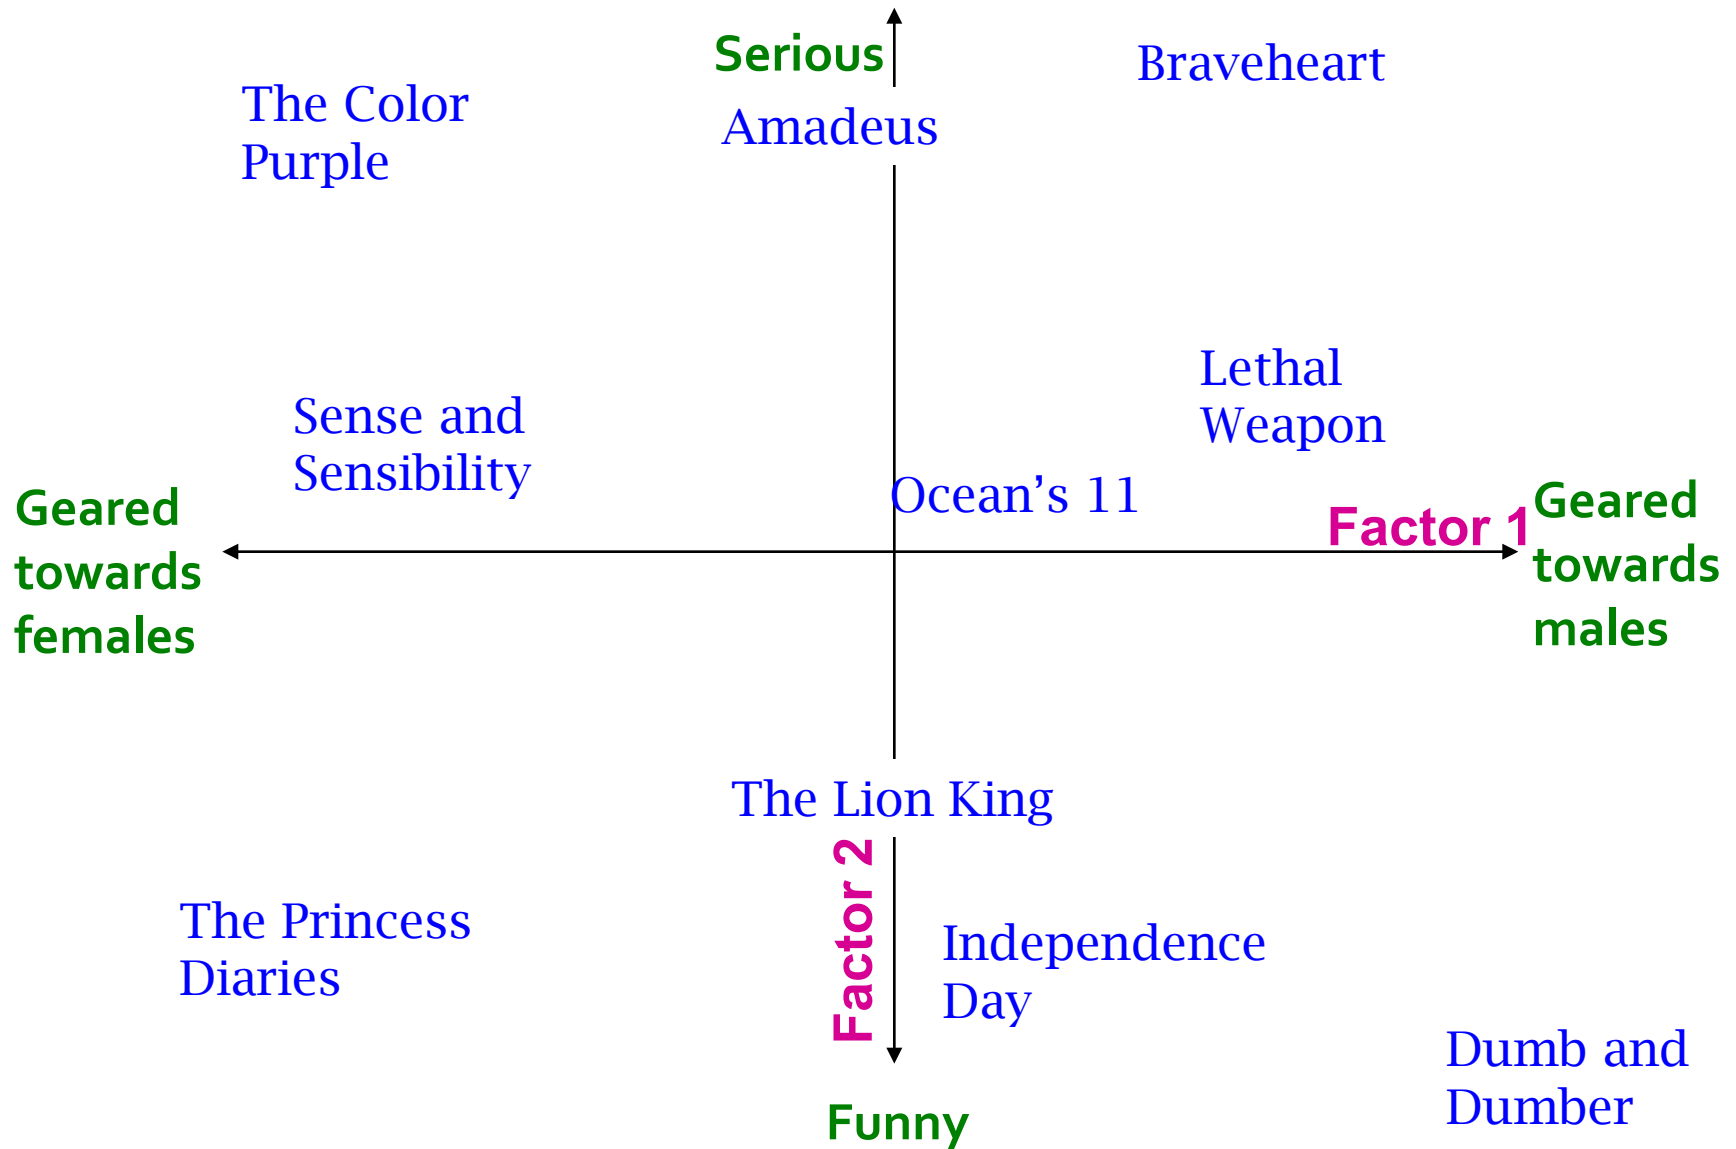 Serious
Braveheart
The Color
Purple
Amadeus
Lethal
Weapon
Sense and
Sensibility
Ocean’s 11
Geared
towards
females
Factor 1
Geared
towards
males
The Lion King
Factor 2
The Princess
Diaries
Independence
Day
Dumb and
Dumber
Funny